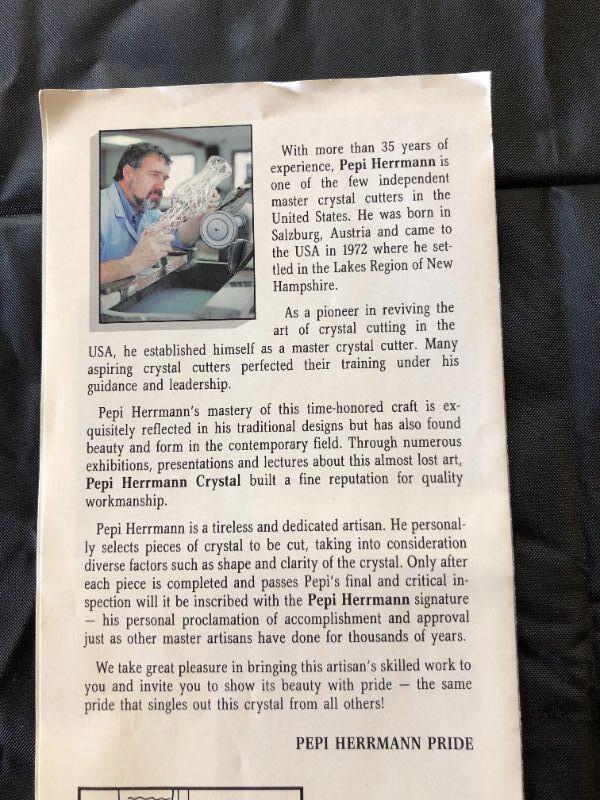 With more than 35 years of
experience, Pepi Herrmann is
one of the few independent
master crystal cutters in the
United States. He was born in
Salzburg, Austria and came to
the USA in 1972 where he set-
tled in the Lakes Region of New
Hampshire.
As a pioneer in reviving the
art of crystal cutting in the
USA, he established himself as a master crystal cutter. Many
aspiring crystal cutters perfected their training under his
guidance and leadership.
Pepi Herrmann's mastery of this time-honored craft is ex-
quisitely reflected in his traditional designs but has also found
beauty and form in the contemporary field. Through numerous
exhibitions, presentations and lectures about this almost lost art,
Pepi Herrmann Crystal built a fine reputation for quality
workmanship.
Pepi Herrmann is a tireless and dedicated artisan. He personal-
ly selects pieces of crystal to be cut, taking into consideration
diverse factors such as shape and clarity of the crystal. Only after
each piece is completed and passes Pepi's final and critical in-
spection will it be inscribed with the Pepi Herrmann signature
— his personal proclamation of accomplishment and approval
just as other master artisans have done for thousands of years.
We take great pleasure in bringing this artisan's skilled work to
you and invite you to show its beauty with pride — the same
pride that singles out this crystal from all others!
PEPI HERRMANN PRIDE